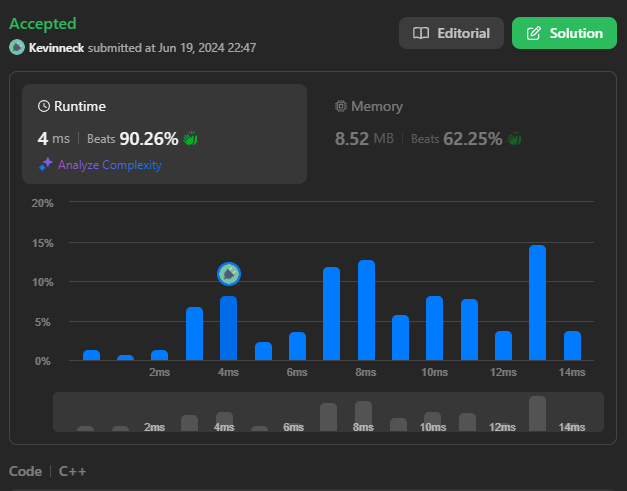 Accepted
Editorial
Solution
Kevinneck submitted at Jun 19, 2024 22:47
Runtime
Memory
4 ms | Beats 90.26%
8.52 MB | Beats 62.25%
Analyze Complexity
20%
15%
10%
5%
0%
2ms 4ms 6ms 8ms 10ms 12ms 14ms
2ms 4ms 6ms 8ms 10ms 12ms 14ms
Code | C++